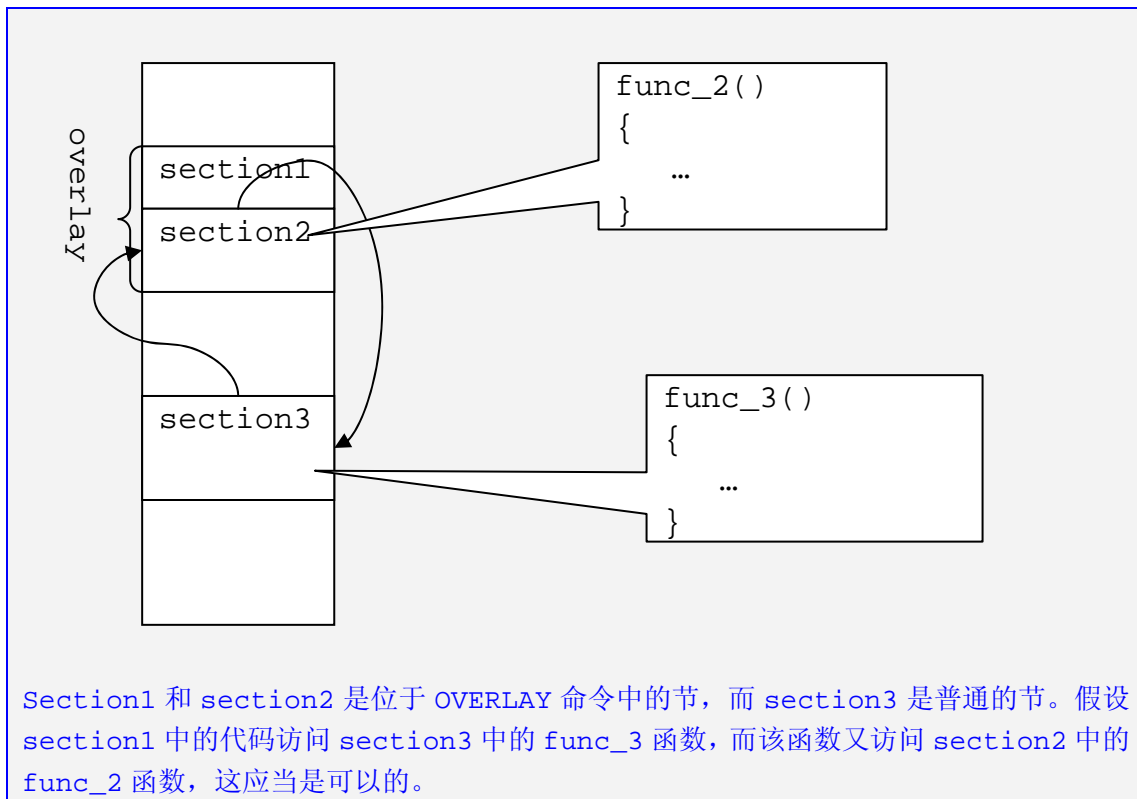 overlay
section1
section2
section3
func_2()
{
…
}
func_3()
{
…
}
Section1 和 section2 是位于 OVERLAY 命令中的节，而 section3 是普通的节。假设
section1 中的代码访问 section3 中的 func_3 函数，而该函数又访问 section2 中的
func_2 函数，这应当是可以的。